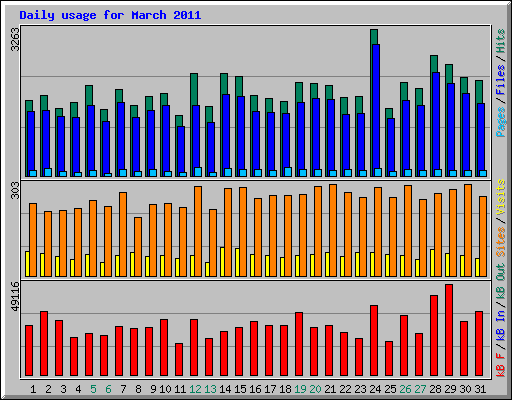 Daily usage for March 2011
3263
Pages / Files / Hits
303
Sites / Visits
49116
kB F / kB In / kB Out
1 2 3 4 5 6 7 8 9 10 11 12 13 14 15 16 17 18 19 20 21 22 23 24 25 26 27 28 29 30 31